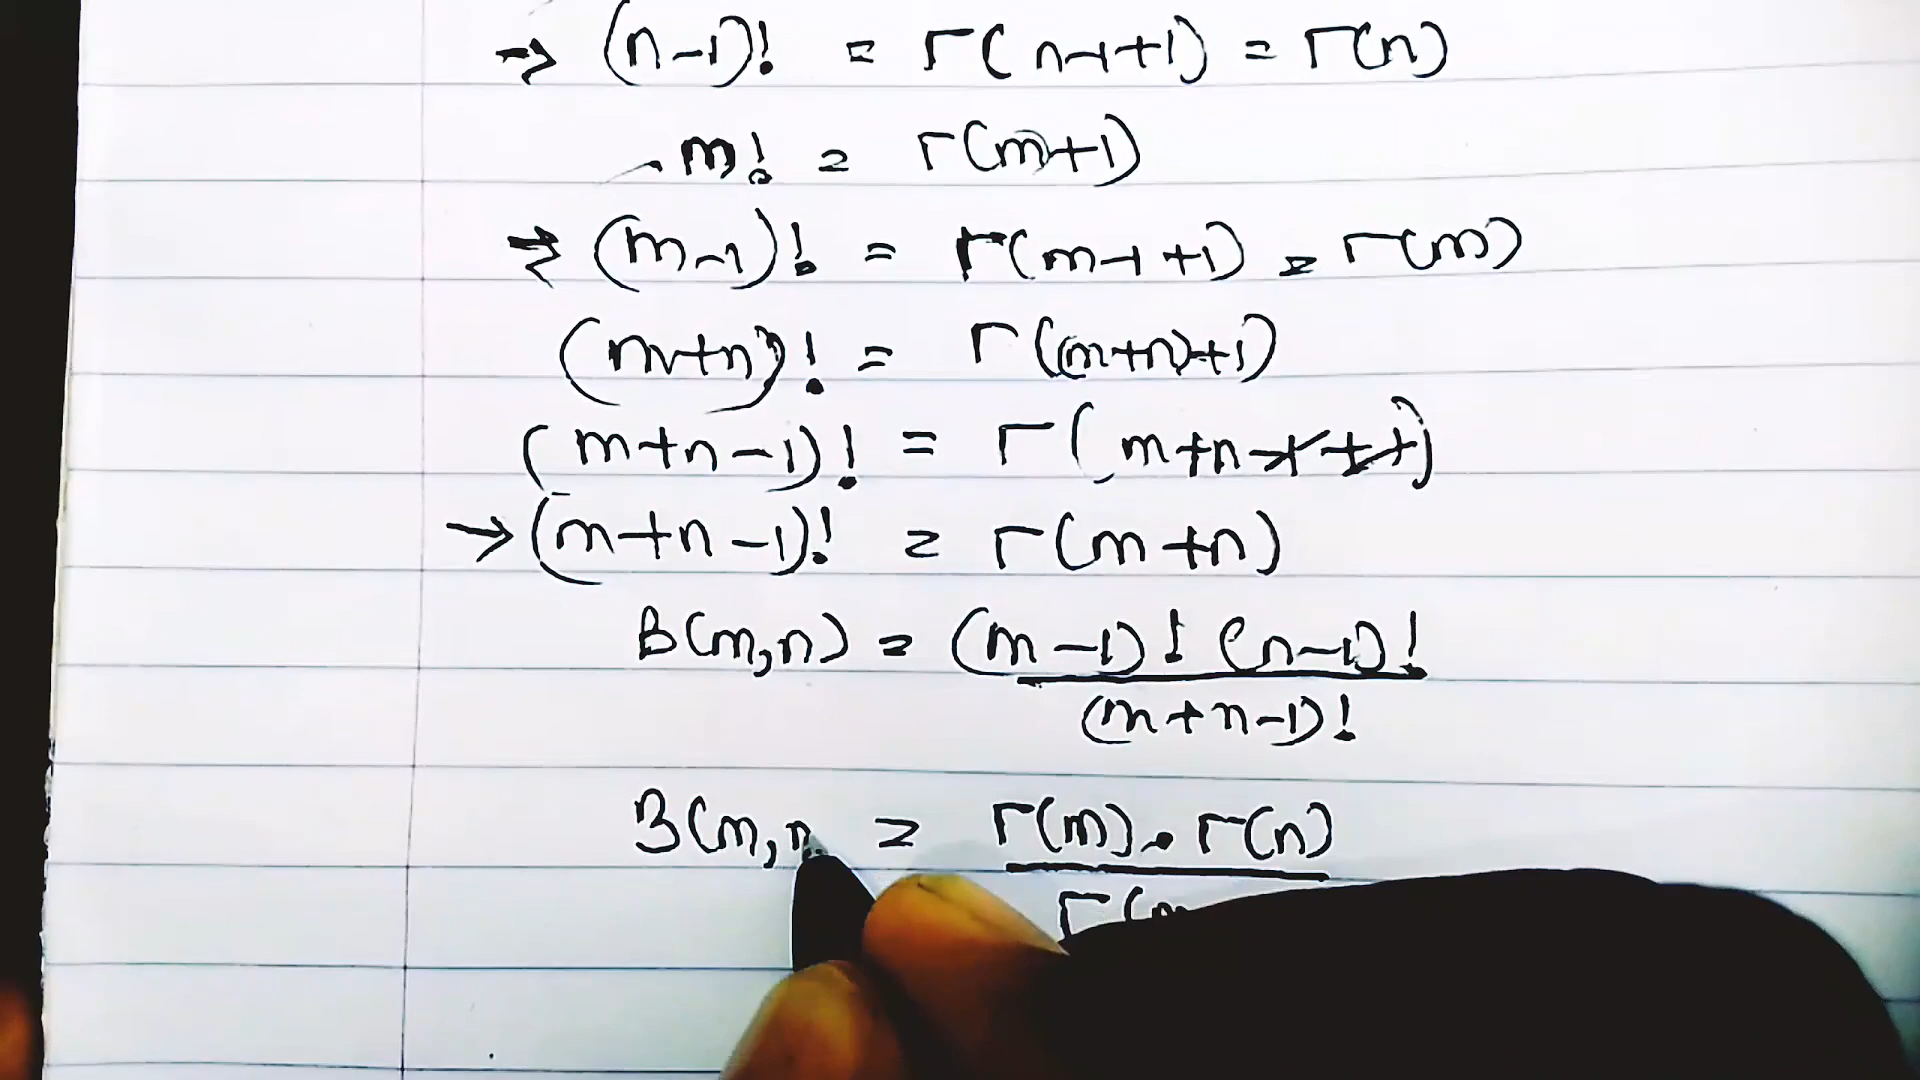 → (n-1)! = Γ(n-1+1) = Γ(n)
m! = Γ(m+1)
→ (m-1)! = Γ(m-1+1) = Γ(m)
(m+n)! = Γ((m+n)+1)
(m+n-1)! = Γ(m+n-1+1)
→ (m+n-1)! = Γ(m+n)
B(m,n) = (m-1)! (n-1)!
(m+n-1)!
B(m,n = Γ(m).Γ(n)
Γ(m